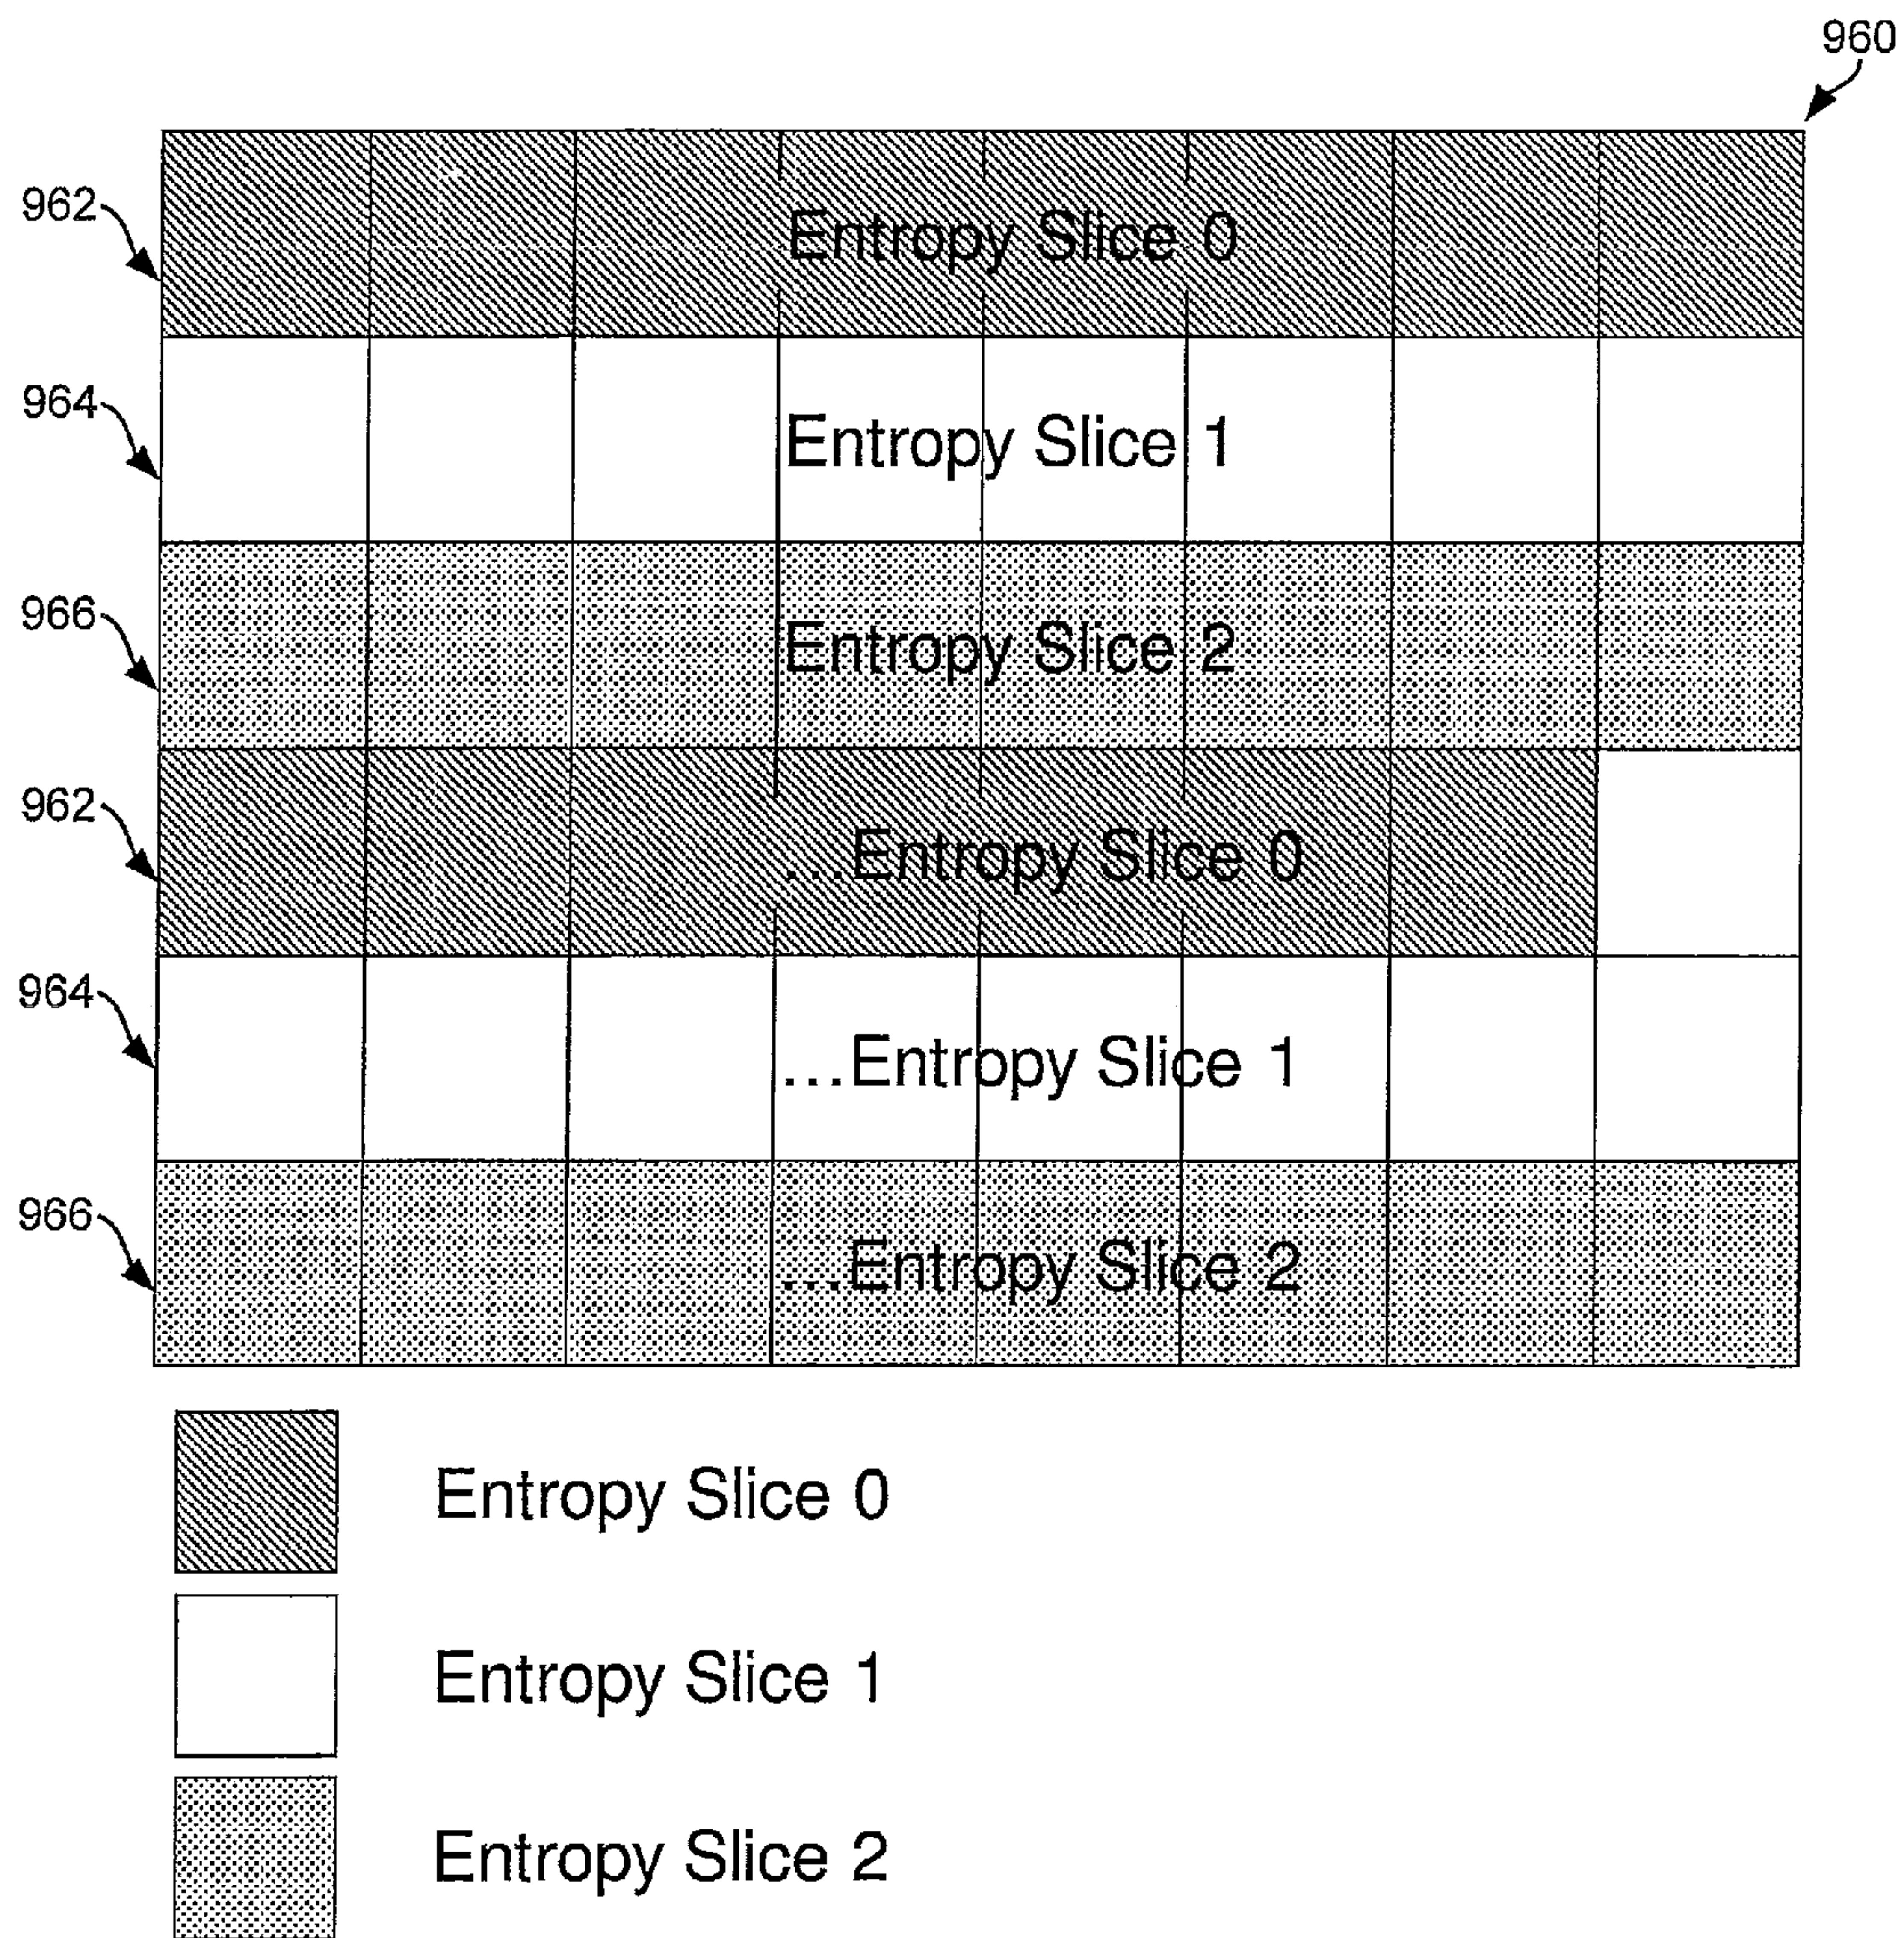 960
962
Entropy Slice 0
964
Entropy Slice 1
966
Entropy Slice 2
962
...Entropy Slice 0
964
...Entropy Slice 1
966
...Entropy Slice 2
Entropy Slice 0
Entropy Slice 1
Entropy Slice 2